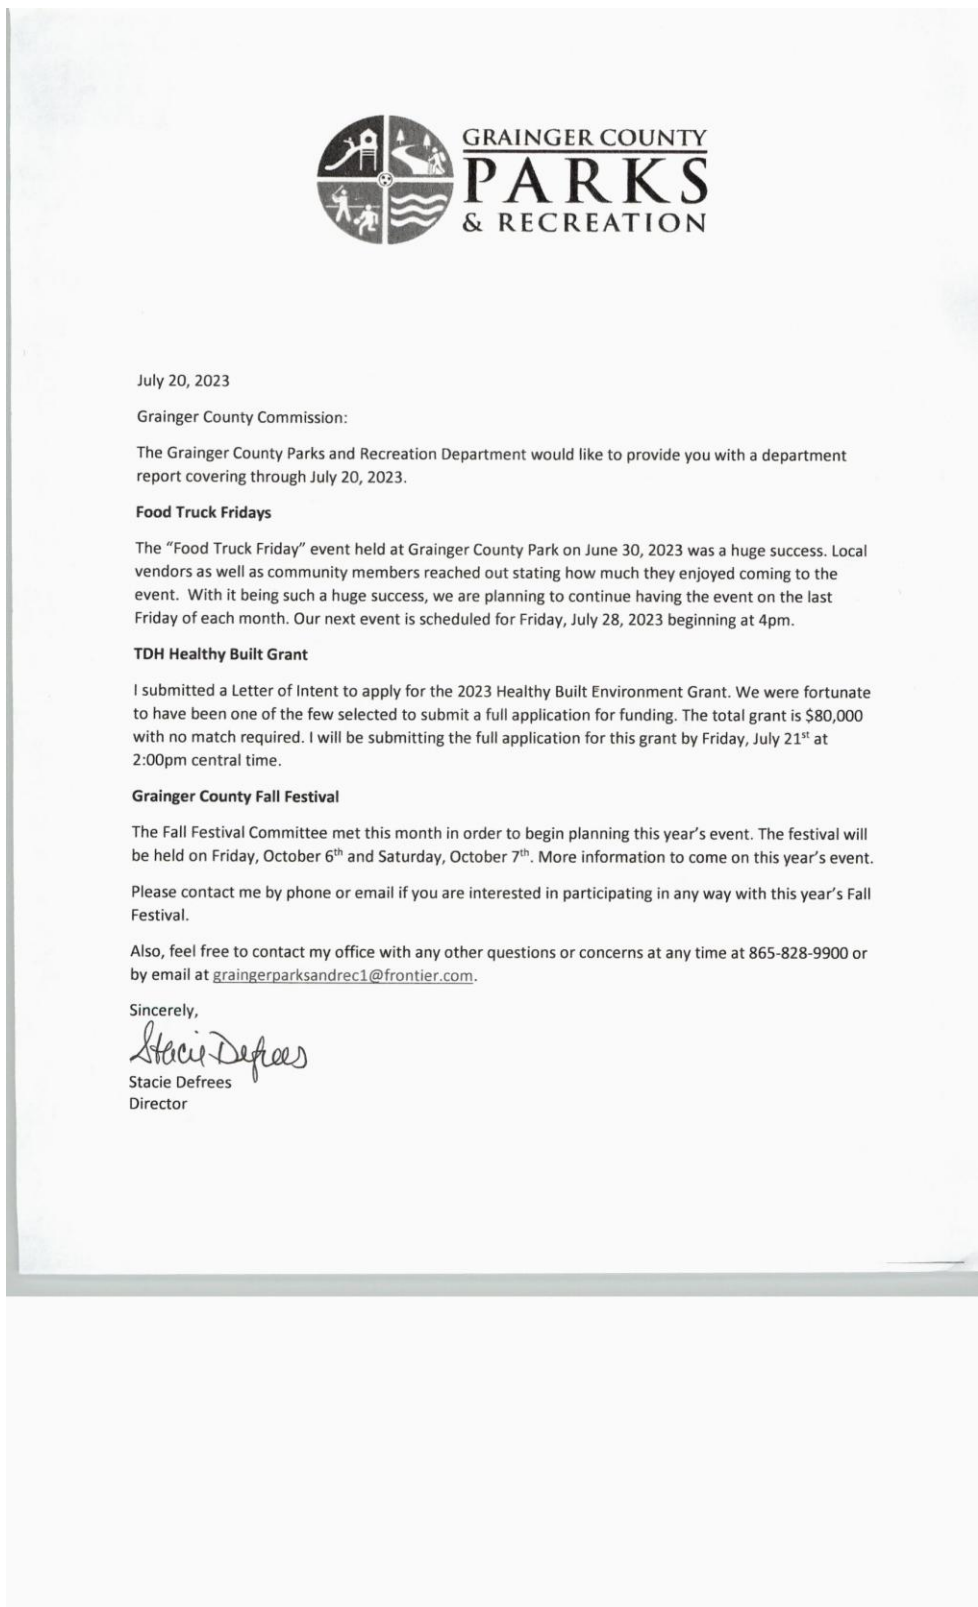 GRAINGER COUNTY
PARKS
& RECREATION
July 20, 2023
Grainger County Commission:
The Grainger County Parks and Recreation Department would like to provide you with a department
report covering through July 20, 2023.
Food Truck Fridays
The “Food Truck Friday” event held at Grainger County Park on June 30, 2023 was a huge success. Local
vendors as well as community members reached out stating how much they enjoyed coming to the
event.  With it being such a huge success, we are planning to continue having the event on the last
Friday of each month. Our next event is scheduled for Friday, July 28, 2023 beginning at 4pm.
TDH Healthy Built Grant
I submitted a Letter of Intent to apply for the 2023 Healthy Built Environment Grant. We were fortunate
to have been one of the few selected to submit a full application for funding. The total grant is $80,000
with no match required. I will be submitting the full application for this grant by Friday, July 21st at
2:00pm central time.
Grainger County Fall Festival
The Fall Festival Committee met this month in order to begin planning this year’s event. The festival will
be held on Friday, October 6th and Saturday, October 7th. More information to come on this year’s event.
Please contact me by phone or email if you are interested in participating in any way with this year’s Fall
Festival.
Also, feel free to contact my office with any other questions or concerns at any time at 865-828-9900 or
by email at graingerparksandrec1@frontier.com.
Sincerely,
Stacie Defrees
Stacie Defrees
Director